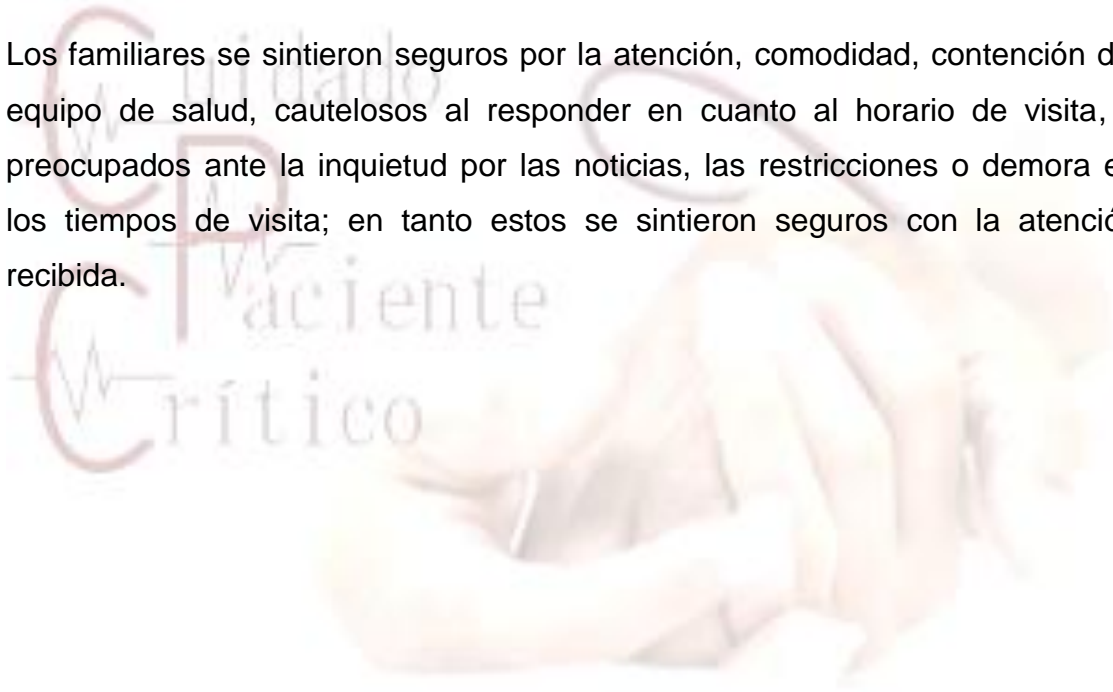 Cuidado
Paciente
Crítico
Los familiares se sintieron seguros por la atención, comodidad, contención d
equipo de salud, cautelosos al responder en cuanto al horario de visita,
preocupados ante la inquietud por las noticias, las restricciones o demora e
los tiempos de visita; en tanto estos se sintieron seguros con la atenció
recibida.